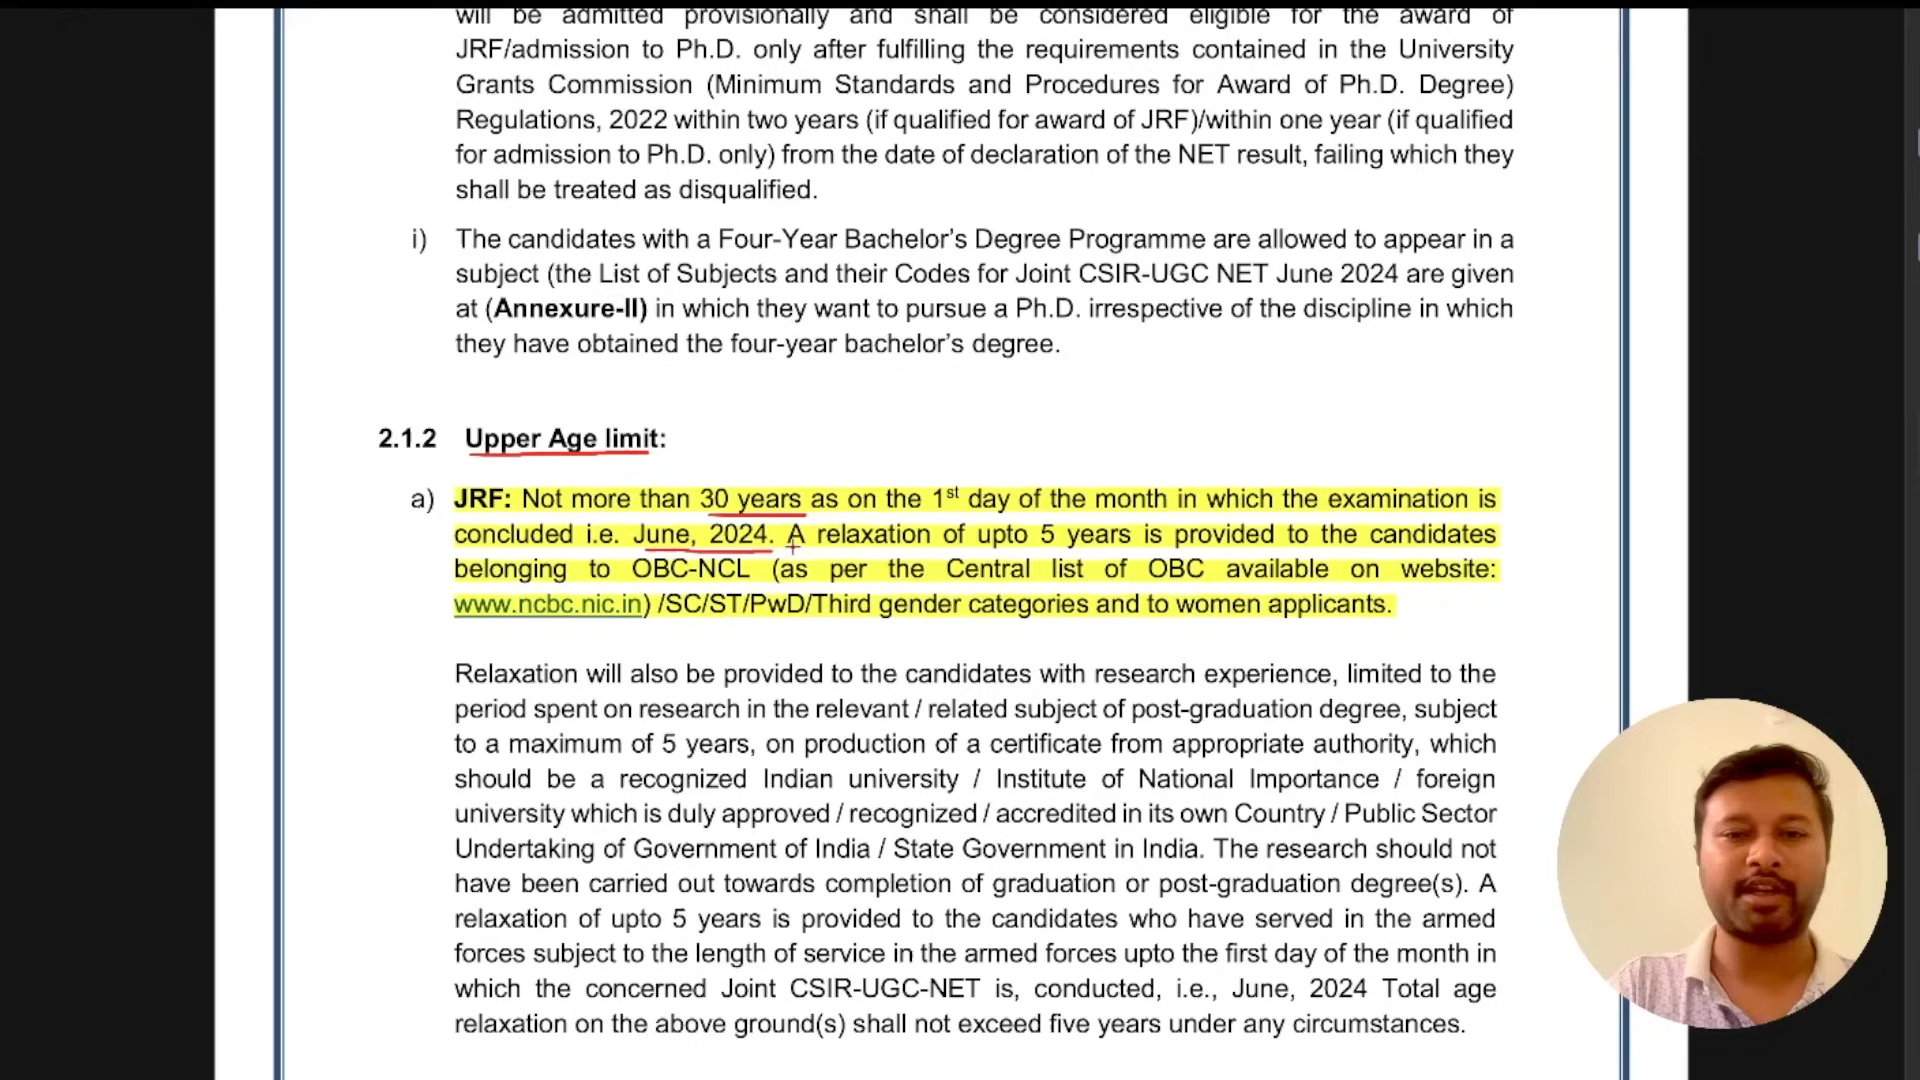 will be admitted provisionally and shall be considered eligible for the award of
JRF/admission to Ph.D. only after fulfilling the requirements contained in the University
Grants Commission (Minimum Standards and Procedures for Award of Ph.D. Degree)
Regulations, 2022 within two years (if qualified for award of JRF)/within one year (if qualified
for admission to Ph.D. only) from the date of declaration of the NET result, failing which they
shall be treated as disqualified.
i) The candidates with a Four-Year Bachelor’s Degree Programme are allowed to appear in a
subject (the List of Subjects and their Codes for Joint CSIR-UGC NET June 2024 are given
at (Annexure-II) in which they want to pursue a Ph.D. irrespective of the discipline in which
they have obtained the four-year bachelor’s degree.
2.1.2 Upper Age limit:
a) JRF: Not more than 30 years as on the 1st day of the month in which the examination is
concluded i.e. June, 2024. A relaxation of upto 5 years is provided to the candidates
belonging to OBC-NCL (as per the Central list of OBC available on website:
www.ncbc.nic.in) /SC/ST/PwD/Third gender categories and to women applicants.
Relaxation will also be provided to the candidates with research experience, limited to the
period spent on research in the relevant / related subject of post-graduation degree, subject
to a maximum of 5 years, on production of a certificate from appropriate authority, which
should be a recognized Indian university / Institute of National Importance / foreign
university which is duly approved / recognized / accredited in its own Country / Public Sector
Undertaking of Government of India / State Government in India. The research should not
have been carried out towards completion of graduation or post-graduation degree(s). A
relaxation of upto 5 years is provided to the candidates who have served in the armed
forces subject to the length of service in the armed forces upto the first day of the month in
which the concerned Joint CSIR-UGC-NET is, conducted, i.e., June, 2024 Total age
relaxation on the above ground(s) shall not exceed five years under any circumstances.